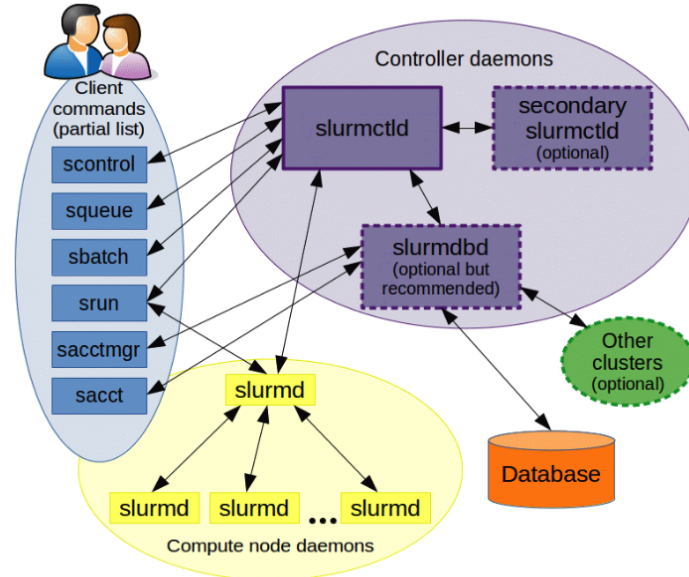 Client
commands
(partial list)
scontrol
squeue
sbatch
srun
sacctmgr
sacct
Controller daemons
slurmctld
secondary
slurmctld
(optional)
slurmdbd
(optional but
recommended)
Other
clusters
(optional)
Database
slurmd
slurmd
slurmd
...
slurmd
Compute node daemons